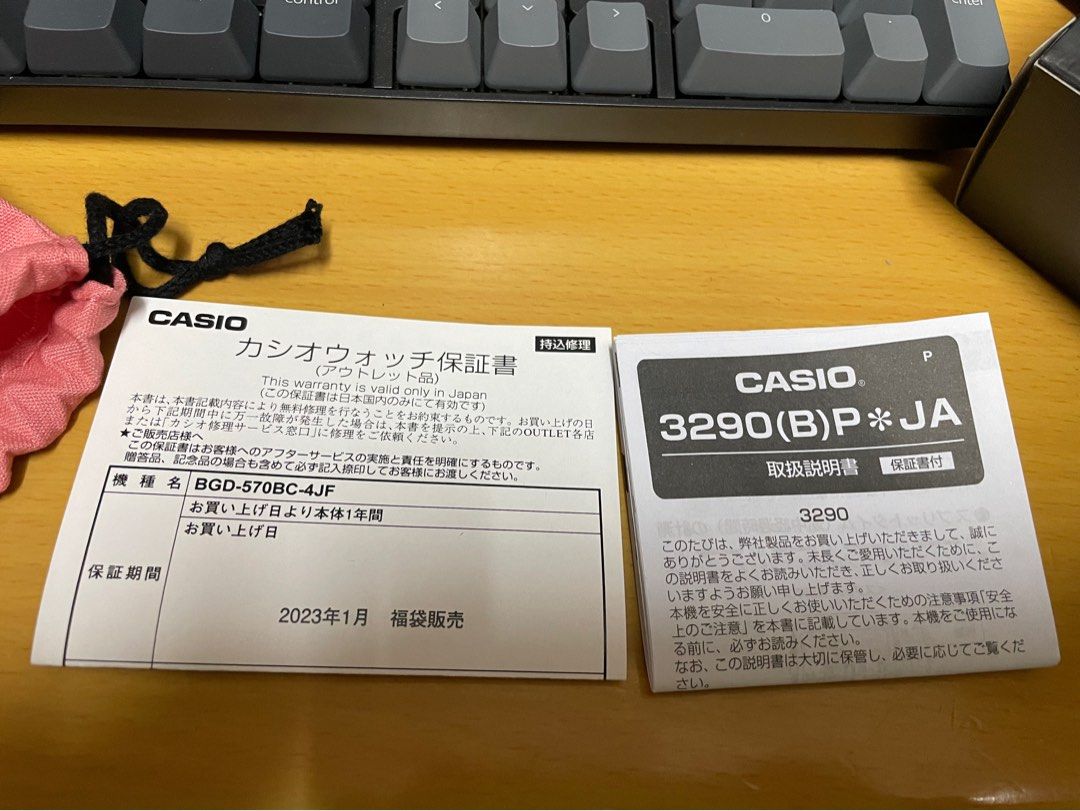 control
<
>
0
*
enter
CASIO
持込修理
カシオウォッチ保証書
(アウトレット品)
This warranty is valid only in Japan
(この保証書は日本国内のみにて有効です)
本書は、本書記載内容により無料修理を行なうことをお約束するものです。お買い上げの日
から下記期間中に万一故障が発生した場合は、本書を提示の上、下記のOUTLET各店
または「カシオ修理サービス窓口」に修理をご依頼ください。
★ご販売店様へ
この保証書はお客様へのアフターサービスの実施と責任を明確にするものです。
贈答品、記念品の場合も含めて必ず記入捺印してお客様にお渡しください。
機種名 BGD-570BC-4JF
お買い上げ日より本体1年間
お買い上げ日
保証期間
2023年1月 福袋販売
P
CASIO®
3290(B)P＊JA
取扱説明書 保証書付
3290
このたびは、弊社製品をお買い上げいただきまして、誠に
ありがとうございます。末長くご愛用いただくために、こ
の説明書をよくお読みいただき、正しくお取り扱いくださ
いますようお願い申し上げます。
本機を安全に正しくお使いいただくための注意事項「安全
上のご注意」を本書に記載しています。本機をご使用にな
る前に、必ずお読みください。
なお、この説明書は大切に保管し、必要に応じてご覧くだ
さい。